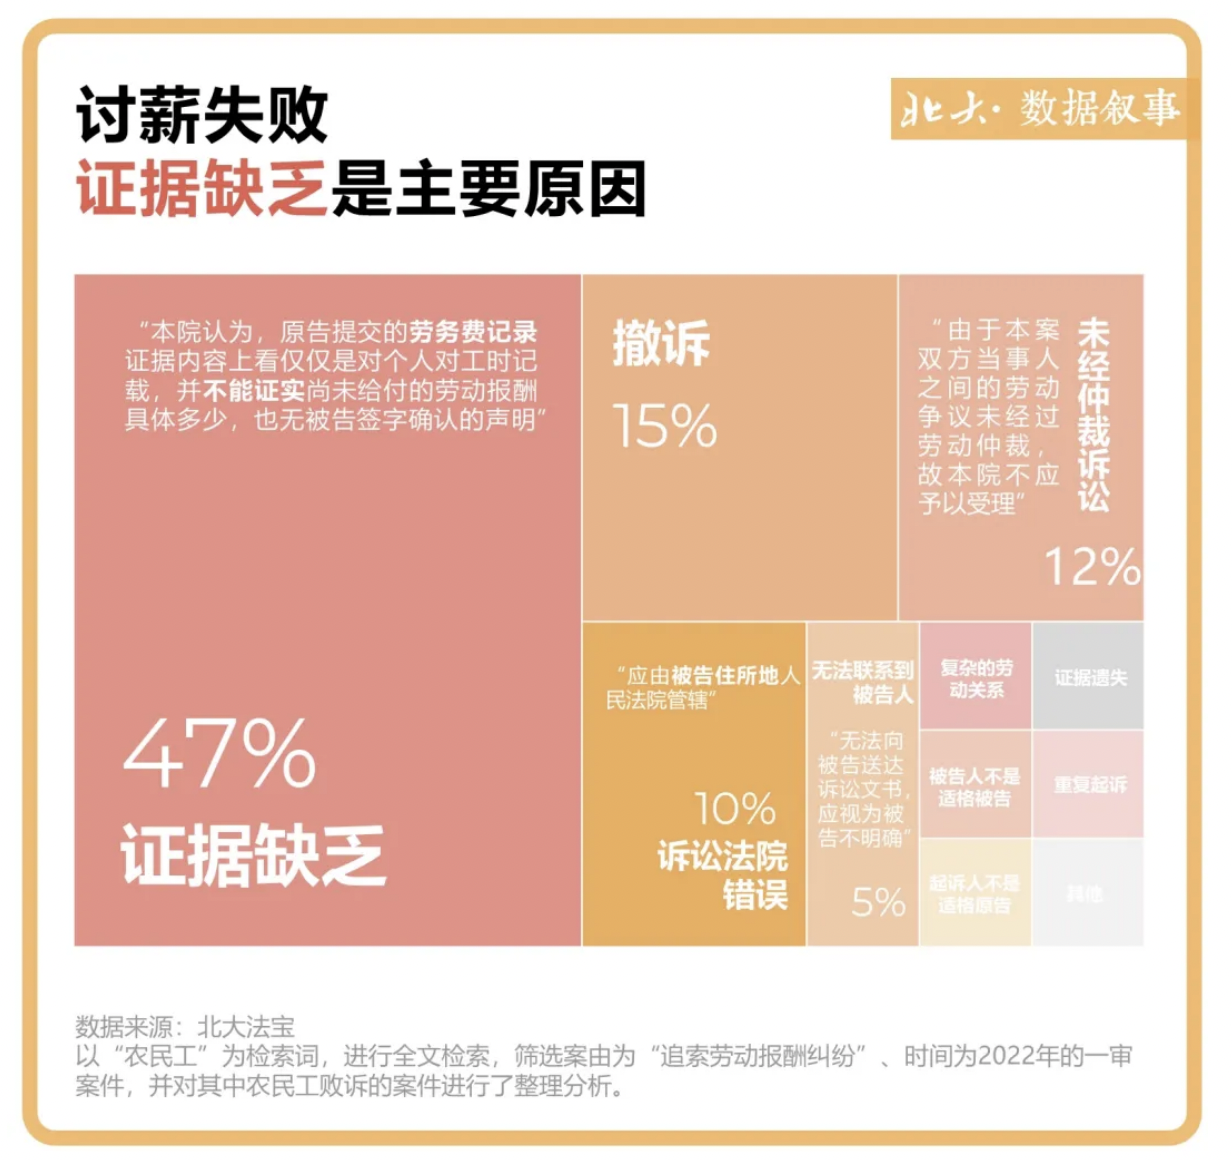 讨薪失败
证据缺乏是主要原因
北大·数据叙事
“本院认为，原告提交的劳务费记录
证据内容上看仅仅是对个人对工时记
载，并不能证实尚未给付的劳动报酬
具体多少，也无被告签字确认的声明”
47%
证据缺乏
撤诉
15%
“由于本案
双方当事人
之间的劳动
争议未经过
劳动仲裁，
故本院不应
予以受理”
未经仲裁诉讼
12%
“应由被告住所地人
民法院管辖”
10%
诉讼法院
错误
无法联系到
被告人
“无法向
被告送达
诉讼文书，
应视为被
告不明确”
5%
复杂的劳
动关系
证据遗失
被告人不是
适格被告
重复起诉
起诉人不是
适格原告
其他
数据来源：北大法宝
以“农民工”为检索词，进行全文检索，筛选案由为“追索劳动报酬纠纷”、时间为2022年的一审
案件，并对其中农民工败诉的案件进行了整理分析。